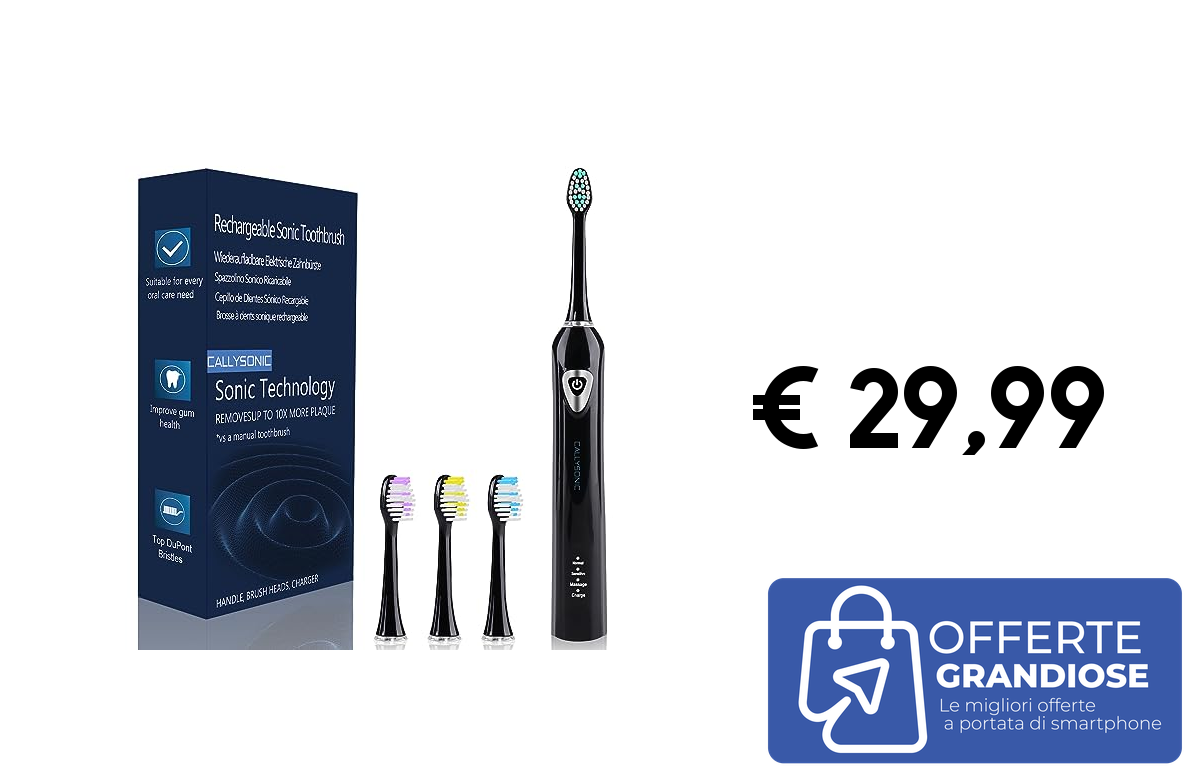 Rechargeable Sonic Toothbrush
Wiederaufladbare Elektrische Zahnbürste
Spazzolino Sonico Ricaricabile
Cepillo de Dientes Sónico Recargable
Brosse à dents sonique rechargeable
CALLYSONIC
Sonic Technology
REMOVESUP TO 10X MORE PLAQUE
*vs a manual toothbrush
HANDLE, BRUSH HEADS, CHARGER
Suitable for every
oral care need
Improve gum
health
Top DuPont
Bristles
CALLYSONIC
Normal
Sensitive
Massage
Charge
€ 29,99
OFFERTE
GRANDIOSE
Le migliori offerte
a portata di smartphone